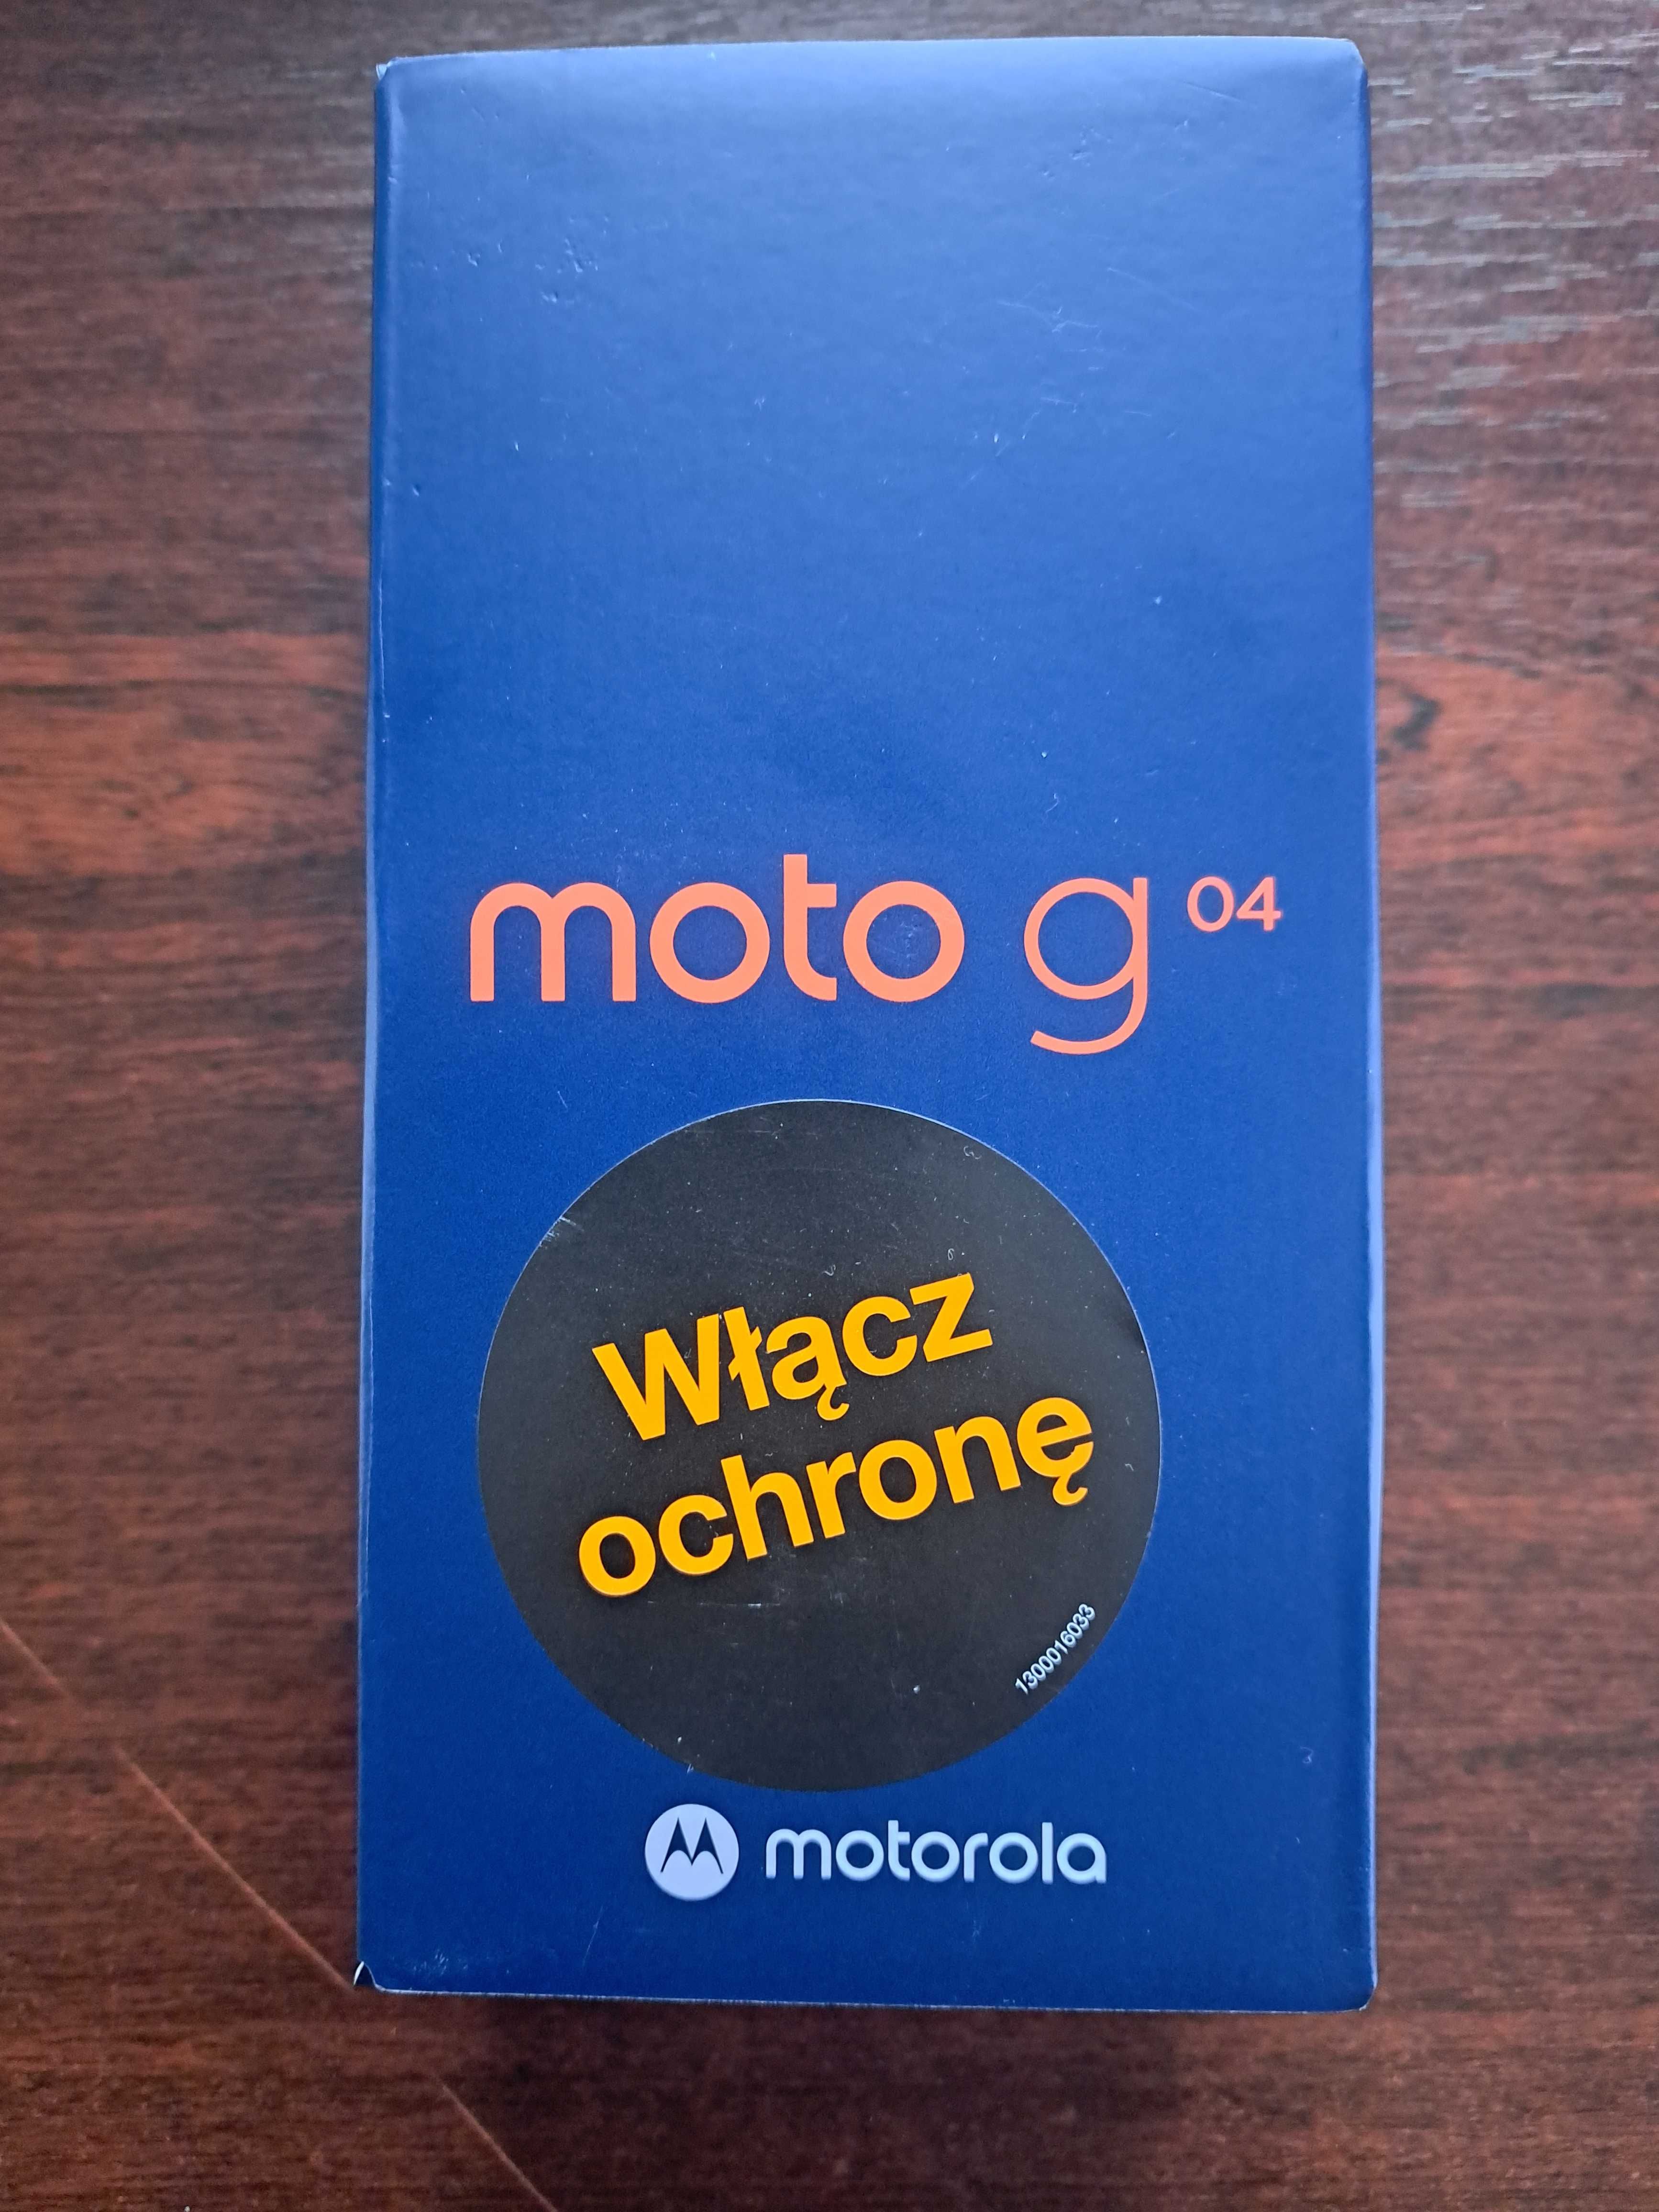 moto g 04
Włącz
ochronę
1300016033
motorola